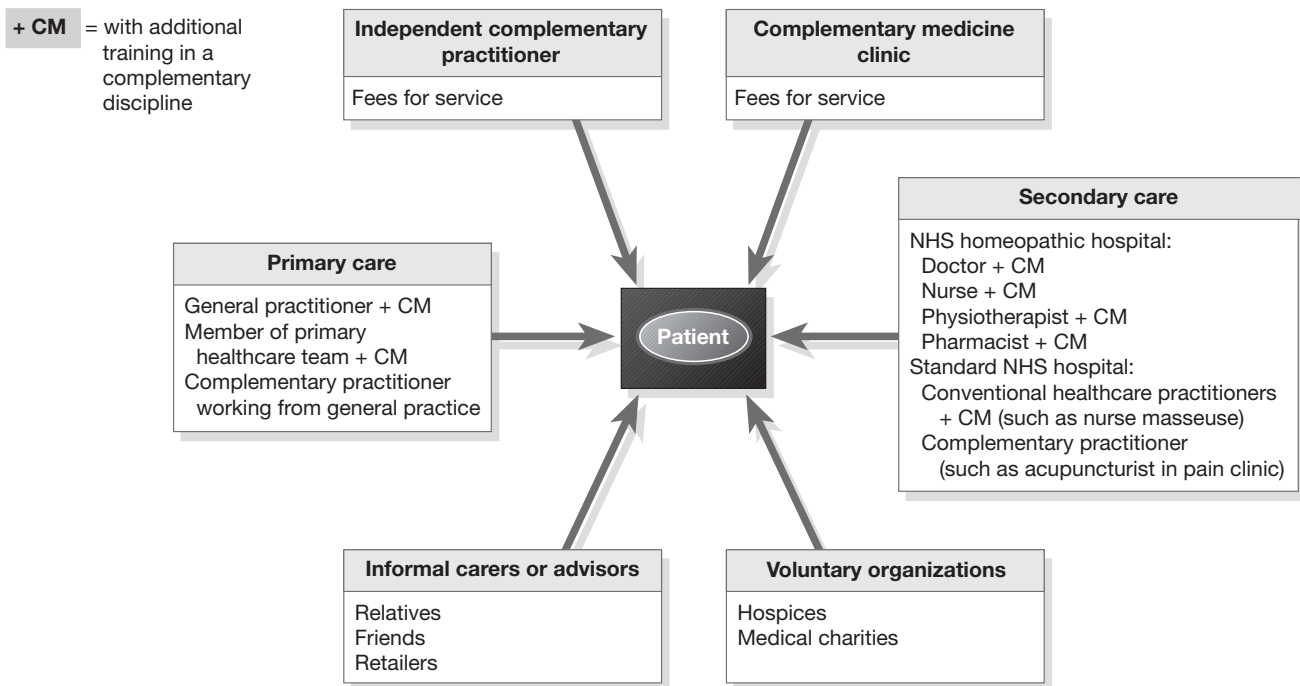 + CM = with additional
training in a
complementary
discipline
Independent complementary
practitioner
Fees for service
Complementary medicine
clinic
Fees for service
Primary care
General practitioner + CM
Member of primary
healthcare team + CM
Complementary practitioner
working from general practice
Patient
Secondary care
NHS homeopathic hospital:
Doctor + CM
Nurse + CM
Physiotherapist + CM
Pharmacist + CM
Standard NHS hospital:
Conventional healthcare practitioners
+ CM (such as nurse masseuse)
Complementary practitioner
(such as acupuncturist in pain clinic)
Informal carers or advisors
Relatives
Friends
Retailers
Voluntary organizations
Hospices
Medical charities